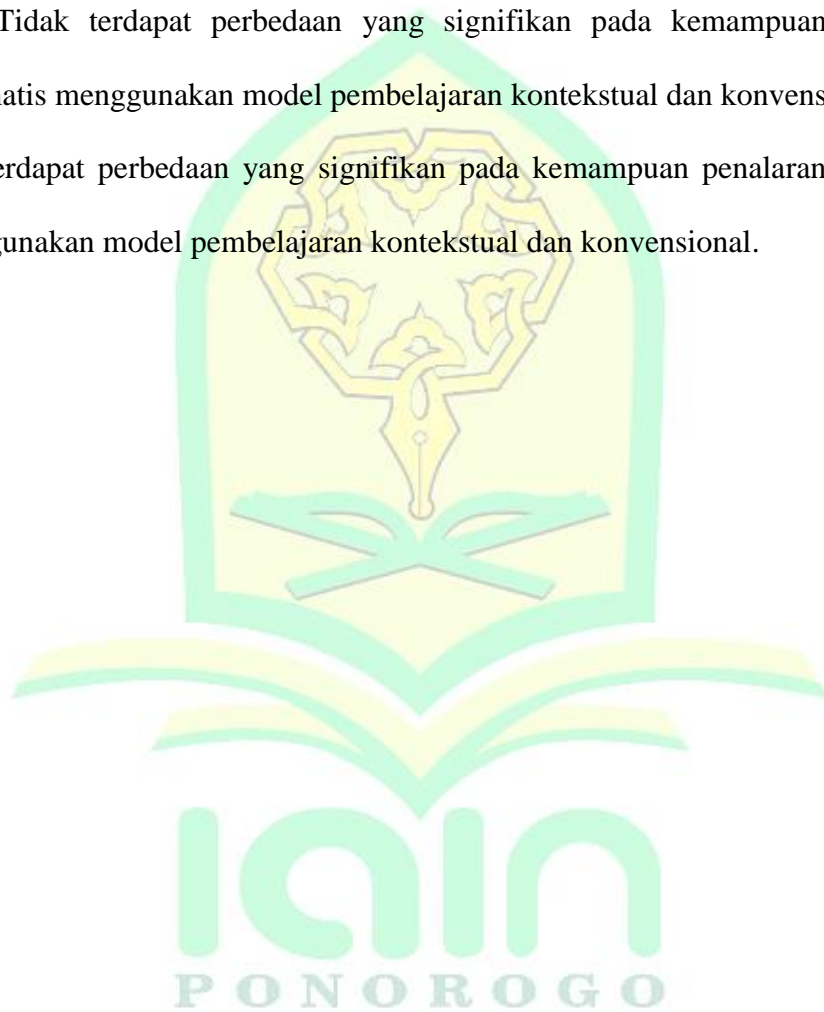 Tidak terdapat perbedaan yang signifikan pada kemampuan
atis menggunakan model pembelajaran kontekstual dan konvens
erdapat perbedaan yang signifikan pada kemampuan penalaran
gunakan model pembelajaran kontekstual dan konvensional.
iain
PONOROGO